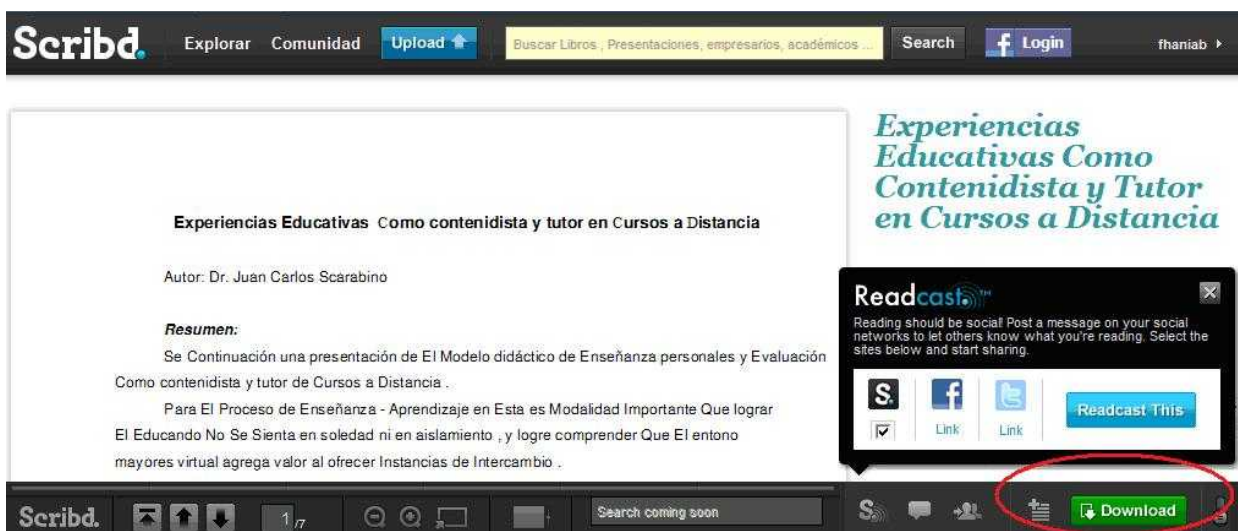 Scribd. Explorar Comunidad Upload Buscar Libros , Presentaciones, empresarios, académicos ... Search f Login fhaniab
Experiencias
Educativas Como
Contenidista y Tutor
en Cursos a Distancia
Experiencias Educativas Como contenidista y tutor en Cursos a Distancia
Autor: Dr. Juan Carlos Scarabino
Resumen:
Se Continuación una presentación de El Modelo didáctico de Enseñanza personales y Evaluación
Como contenidista y tutor de Cursos a Distancia .
Para El Proceso de Enseñanza - Aprendizaje en Esta es Modalidad Importante Que lograr
El Educando No Se Sienta en soledad ni en aislamiento , y logre comprender Que El entono
mayores virtual agrega valor al ofrecer Instancias de Intercambio .
Readcast™
Reading should be social! Post a message on your social
networks to let others know what you're reading. Select the
sites below and start sharing.
S. f
Link Link
Readcast This
Scribd. 1 /7 Search coming soon S Download